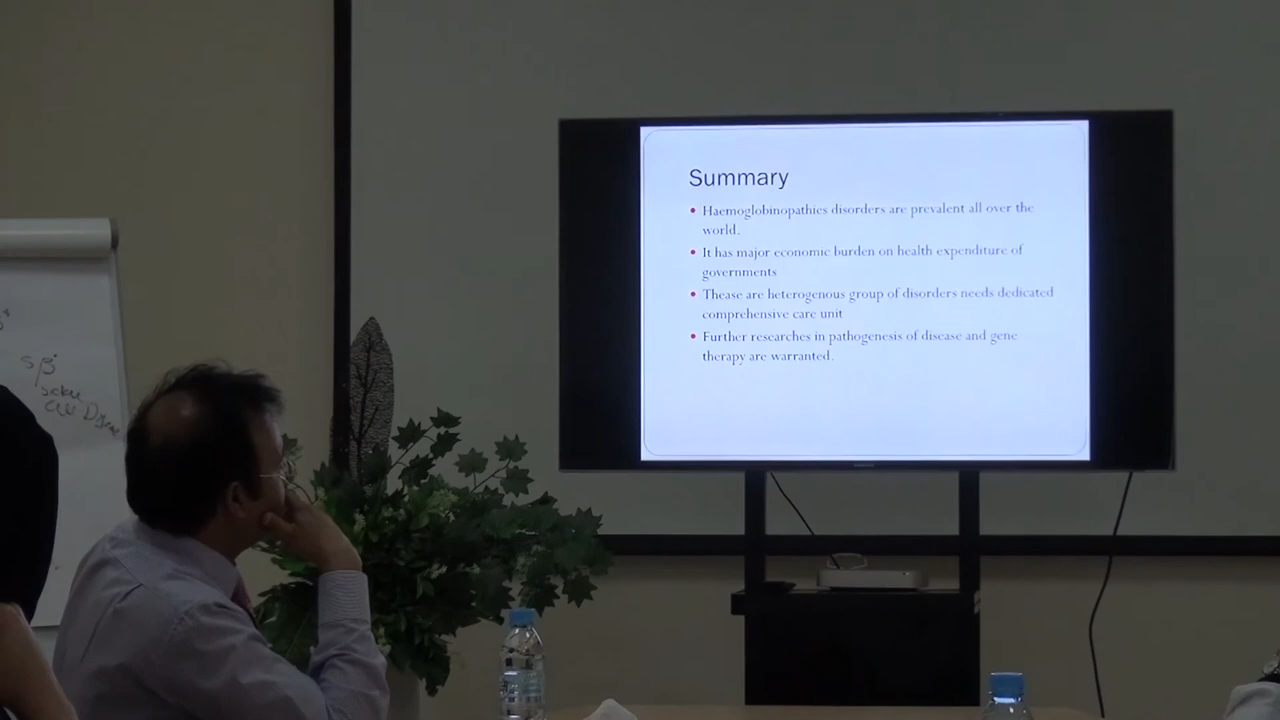 Summary
Haemoglobinopathies disorders are prevalent all over the
world.
It has major economic burden on health expenditure of
governments
Thease are heterogenous group of disorders needs dedicated
comprehensive care unit
Further researches in pathogenesis of disease and gene
therapy are warranted.
Sβ°